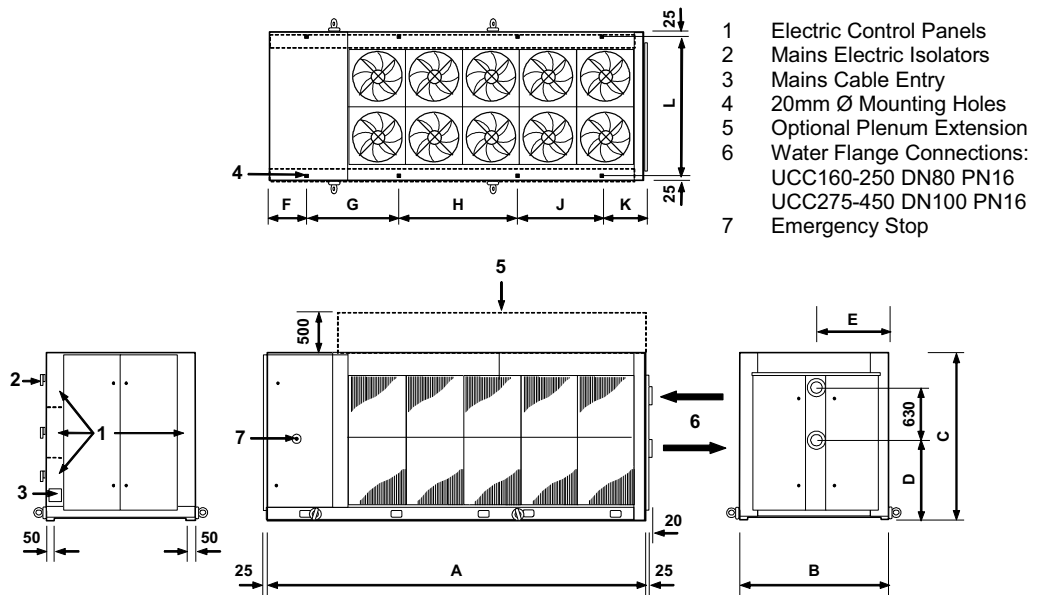 25
L
25
4
F
G
H
J
K
1 Electric Control Panels
2 Mains Electric Isolators
3 Mains Cable Entry
4 20mm Ø Mounting Holes
5 Optional Plenum Extension
6 Water Flange Connections:
UCC160-250 DN80 PN16
UCC275-450 DN100 PN16
7 Emergency Stop
5
500
2
1
3
50
50
7
6
20
25
A
25
E
630
C
D
B